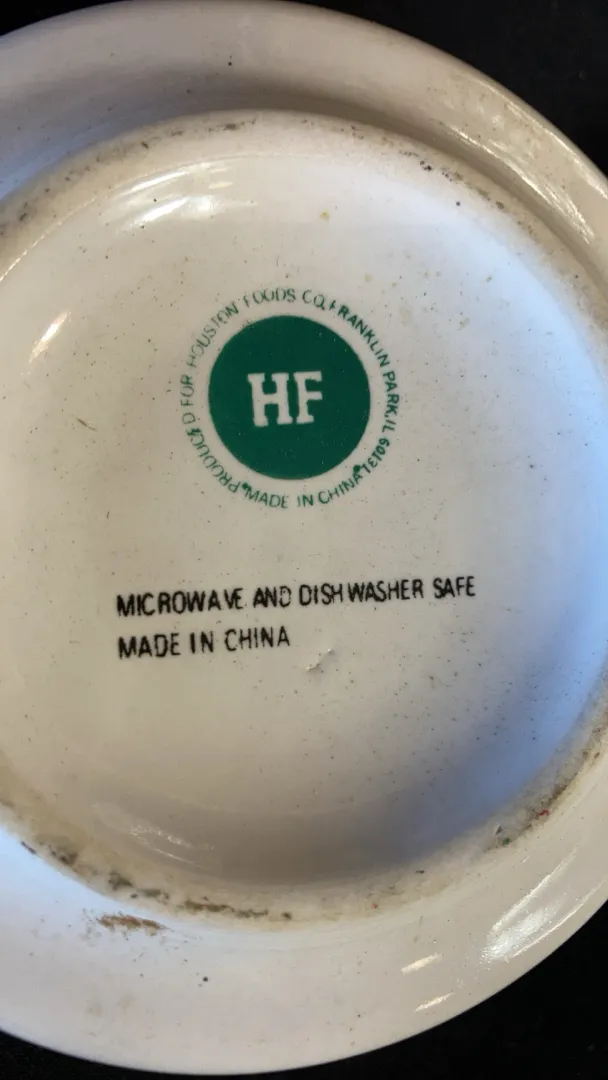 PRODUCED FOR HOUSTON FOODS CO. FRANKLIN PARK, IL 60131
HF
MADE IN CHINA
MICROWAVE AND DISHWASHER SAFE
MADE IN CHINA